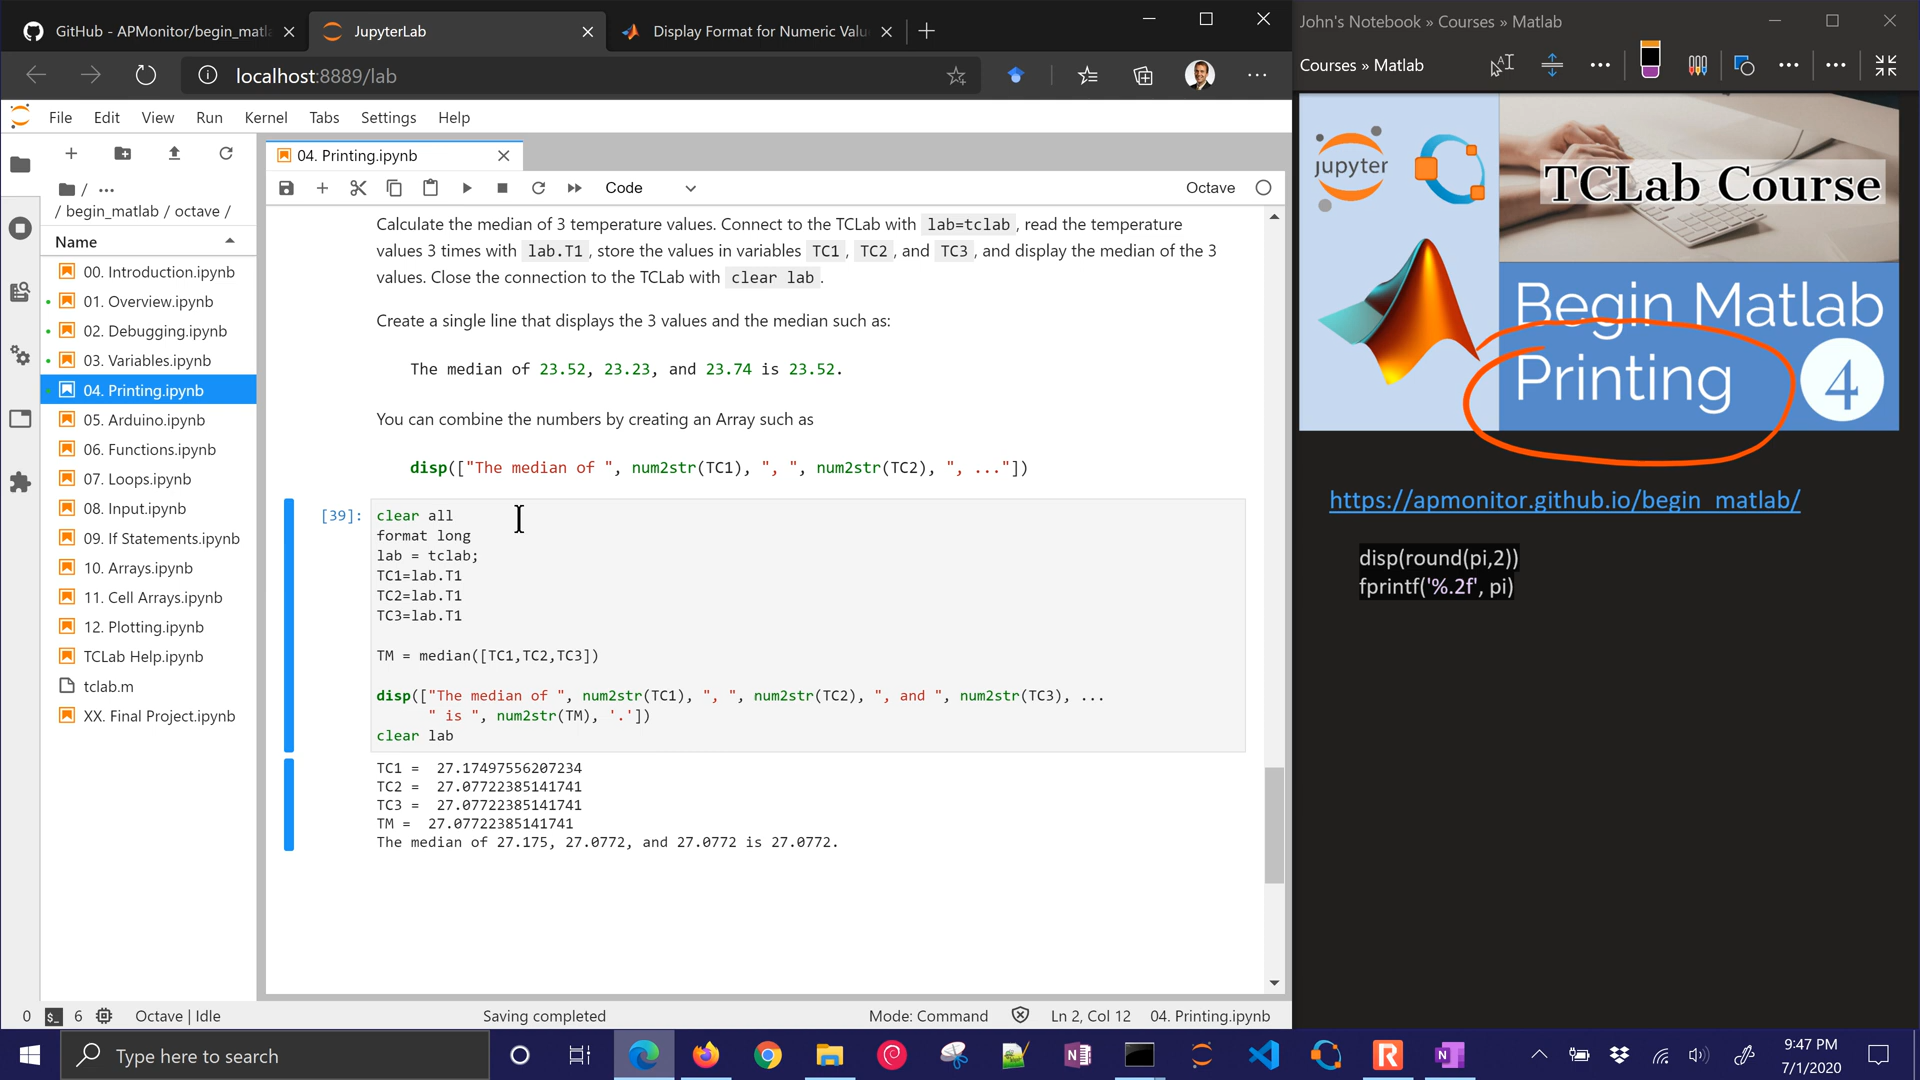 GitHub - APMonitor/begin_matla
JupyterLab
Display Format for Numeric Valu
John's Notebook » Courses » Matlab
localhost:8889/lab
Courses » Matlab
File Edit View Run Kernel Tabs Settings Help
04. Printing.ipynb
/ ...
/ begin_matlab / octave /
Code
Octave
Name
00. Introduction.ipynb
01. Overview.ipynb
02. Debugging.ipynb
03. Variables.ipynb
04. Printing.ipynb
05. Arduino.ipynb
06. Functions.ipynb
07. Loops.ipynb
08. Input.ipynb
09. If Statements.ipynb
10. Arrays.ipynb
11. Cell Arrays.ipynb
12. Plotting.ipynb
TCLab Help.ipynb
tclab.m
XX. Final Project.ipynb
Calculate the median of 3 temperature values. Connect to the TCLab with lab=tclab, read the temperature
values 3 times with lab.T1, store the values in variables TC1, TC2, and TC3, and display the median of the 3
values. Close the connection to the TCLab with clear lab.
Create a single line that displays the 3 values and the median such as:
The median of 23.52, 23.23, and 23.74 is 23.52.
You can combine the numbers by creating an Array such as
disp(["The median of ", num2str(TC1), ", ", num2str(TC2), ", ..."])
[39]:
clear all
format long
lab = tclab;
TC1=lab.T1
TC2=lab.T1
TC3=lab.T1
TM = median([TC1,TC2,TC3])
disp(["The median of ", num2str(TC1), ", ", num2str(TC2), ", and ", num2str(TC3), ...
" is ", num2str(TM), '.'])
clear lab
TC1 =  27.17497556207234
TC2 =  27.07722385141741
TC3 =  27.07722385141741
TM =  27.07722385141741
The median of 27.175, 27.0772, and 27.0772 is 27.0772.
jupyter
TCLab Course
Begin Matlab
Printing
4
https://apmonitor.github.io/begin_matlab/
disp(round(pi,2))
fprintf('%.2f', pi)
0 $_ 6 Octave | Idle
Saving completed
Mode: Command
Ln 2, Col 12
04. Printing.ipynb
Type here to search
9:47 PM
7/1/2020